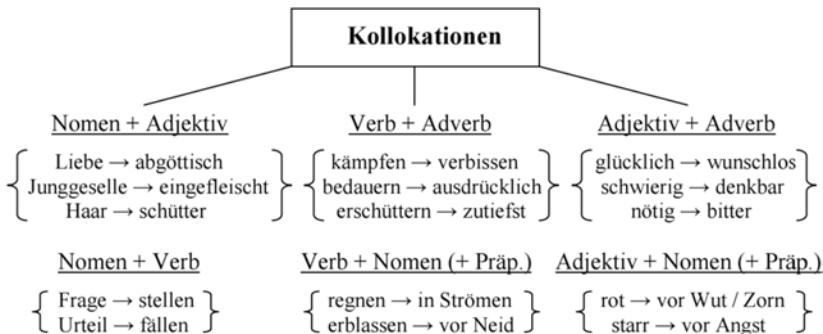 Kollokationen
Nomen + Adjektiv
Liebe → abgöttisch
Junggeselle → eingefleischt
Haar → schütter
Verb + Adverb
kämpfen → verbissen
bedauern → ausdrücklich
erschüttern → zutiefst
Adjektiv + Adverb
glücklich → wunschlos
schwierig → denkbar
nötig → bitter
Nomen + Verb
Frage → stellen
Urteil → fällen
Verb + Nomen (+ Präp.)
regnen → in Strömen
erblassen → vor Neid
Adjektiv + Nomen (+ Präp.)
rot → vor Wut / Zorn
starr → vor Angst